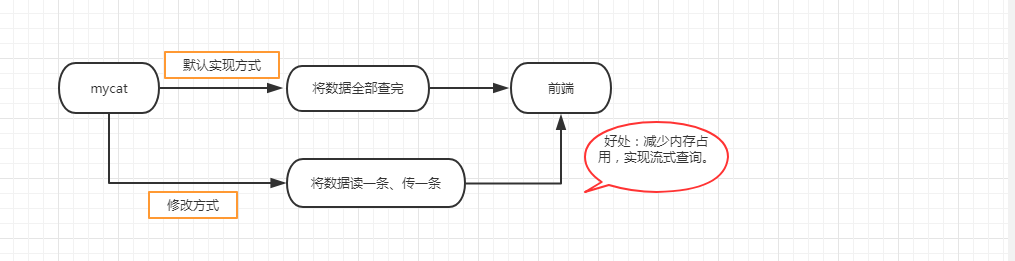 默认实现方式
mycat
将数据全部查完
前端
好处：减少内存占
用，实现流式查询。
将数据读一条、传一条
修改方式